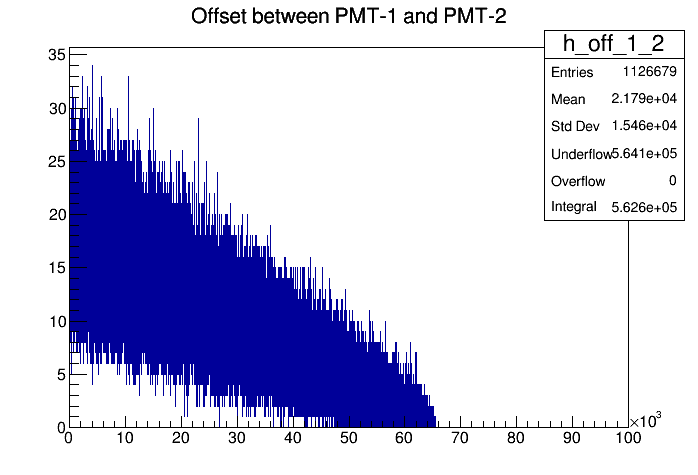 Offset between PMT-1 and PMT-2
h_off_1_2
Entries 1126679
Mean 2.179e+04
Std Dev 1.546e+04
Underflow 5.641e+05
Overflow 0
Integral 5.626e+05
35
30
25
20
15
10
5
0
0 10 20 30 40 50 60 70 80 90 100
×10³